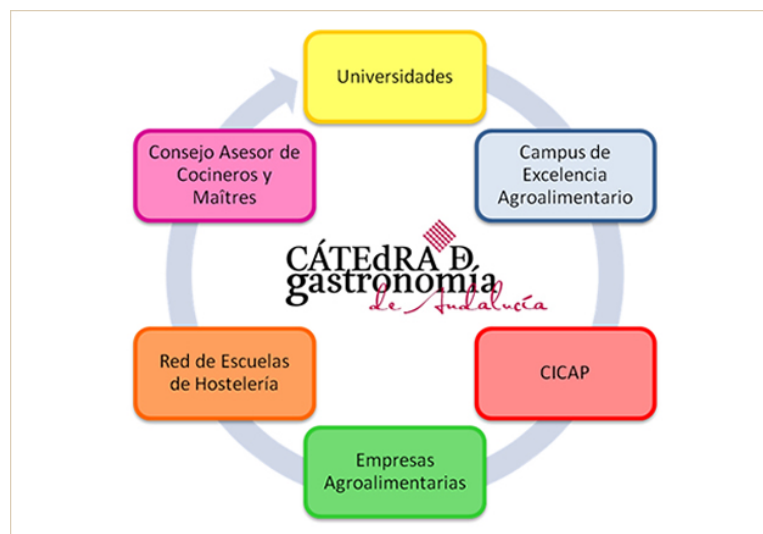 Universidades
Campus de
Excelencia
Agroalimentario
CICAP
Empresas
Agroalimentarias
Red de Escuelas
de Hostelería
Consejo Asesor de
Cocineros y
Maîtres
CÁTEdRA Đ
gastronomía
de Andalucía